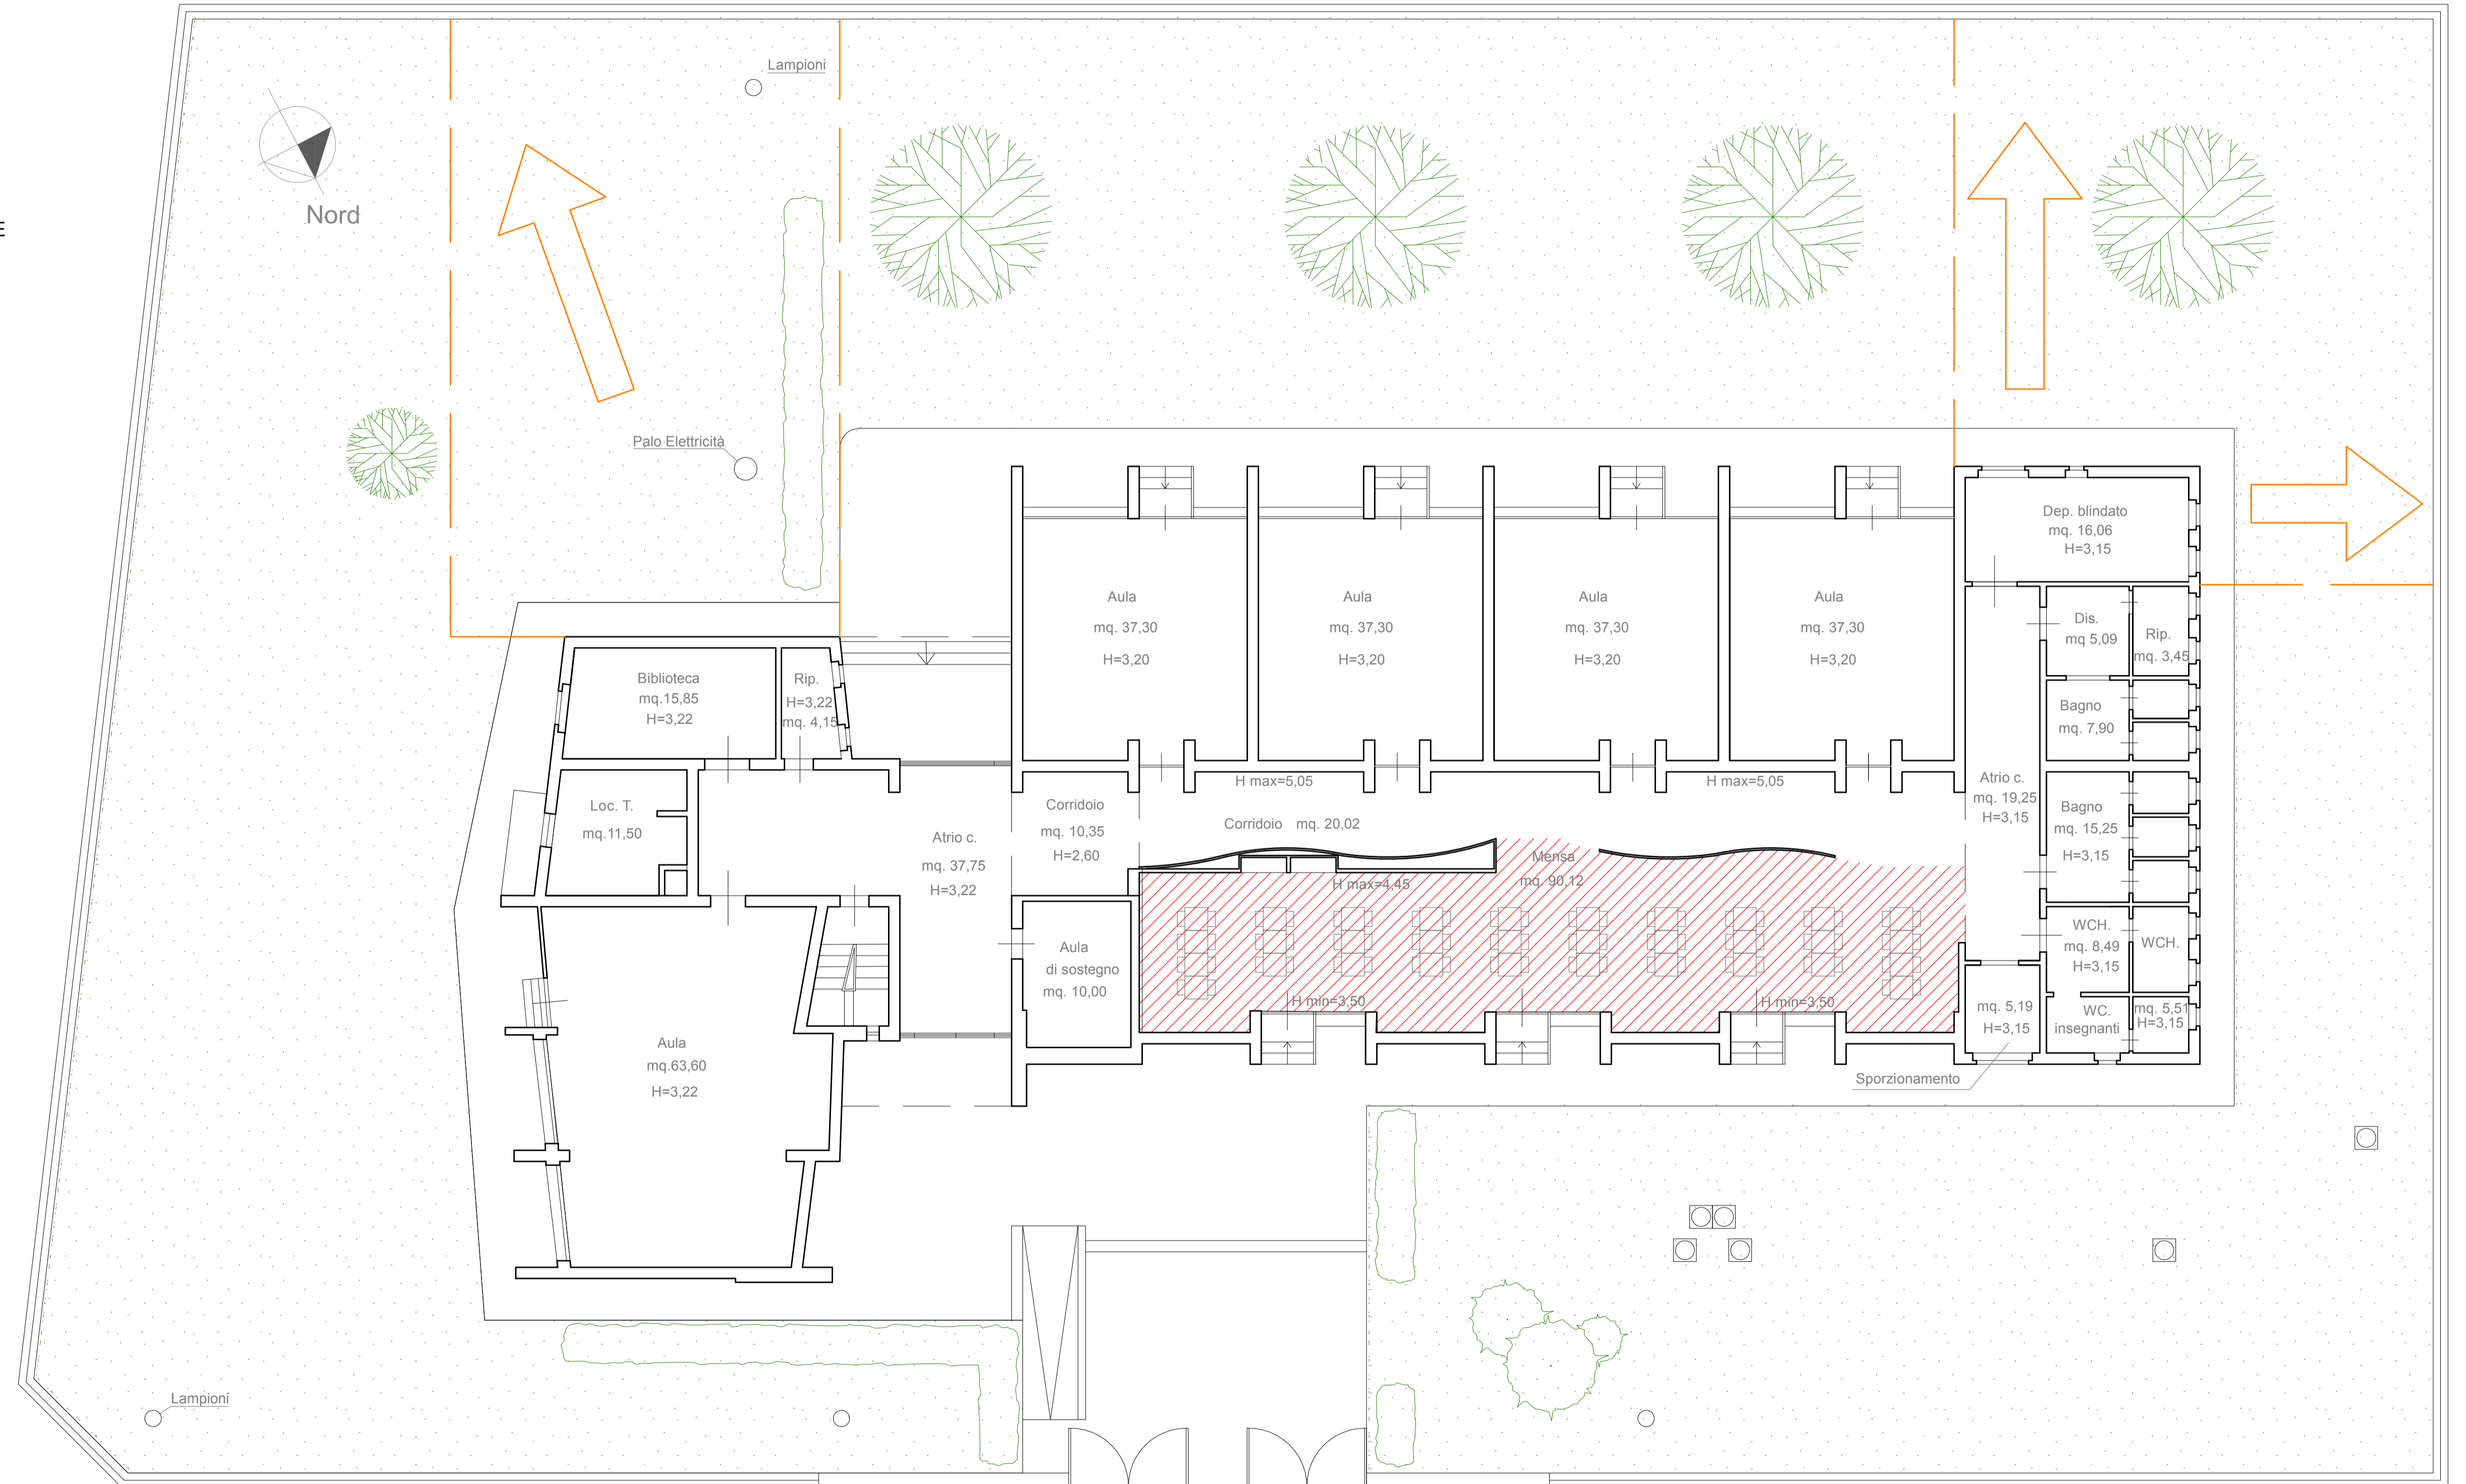 Lampioni
Nord
E
Palo Elettricità
Dep. blindato
mq. 16,06
H=3,15
Aula
mq. 37,30
H=3,20
Aula
mq. 37,30
H=3,20
Aula
mq. 37,30
H=3,20
Aula
mq. 37,30
H=3,20
Dis.
mq 5,09
Rip.
mq. 3,45
Biblioteca
mq.15,85
H=3,22
Rip.
H=3,22
mq. 4,15
Bagno
mq. 7,90
H max=5,05
H max=5,05
Atrio c.
mq. 19,25
H=3,15
Loc. T.
mq.11,50
Corridoio
mq. 10,35
H=2,60
Corridoio mq. 20,02
Bagno
mq. 15,25
H=3,15
Atrio c.
mq. 37,75
H=3,22
Mensa
mq. 90,12
H max=4,45
Aula
di sostegno
mq. 10,00
WCH.
mq. 8,49
H=3,15
WCH.
H min=3,50
H min=3,50
mq. 5,19
H=3,15
WC.
insegnanti
mq. 5,51
H=3,15
Aula
mq.63,60
H=3,22
Sporzionamento
Lampioni